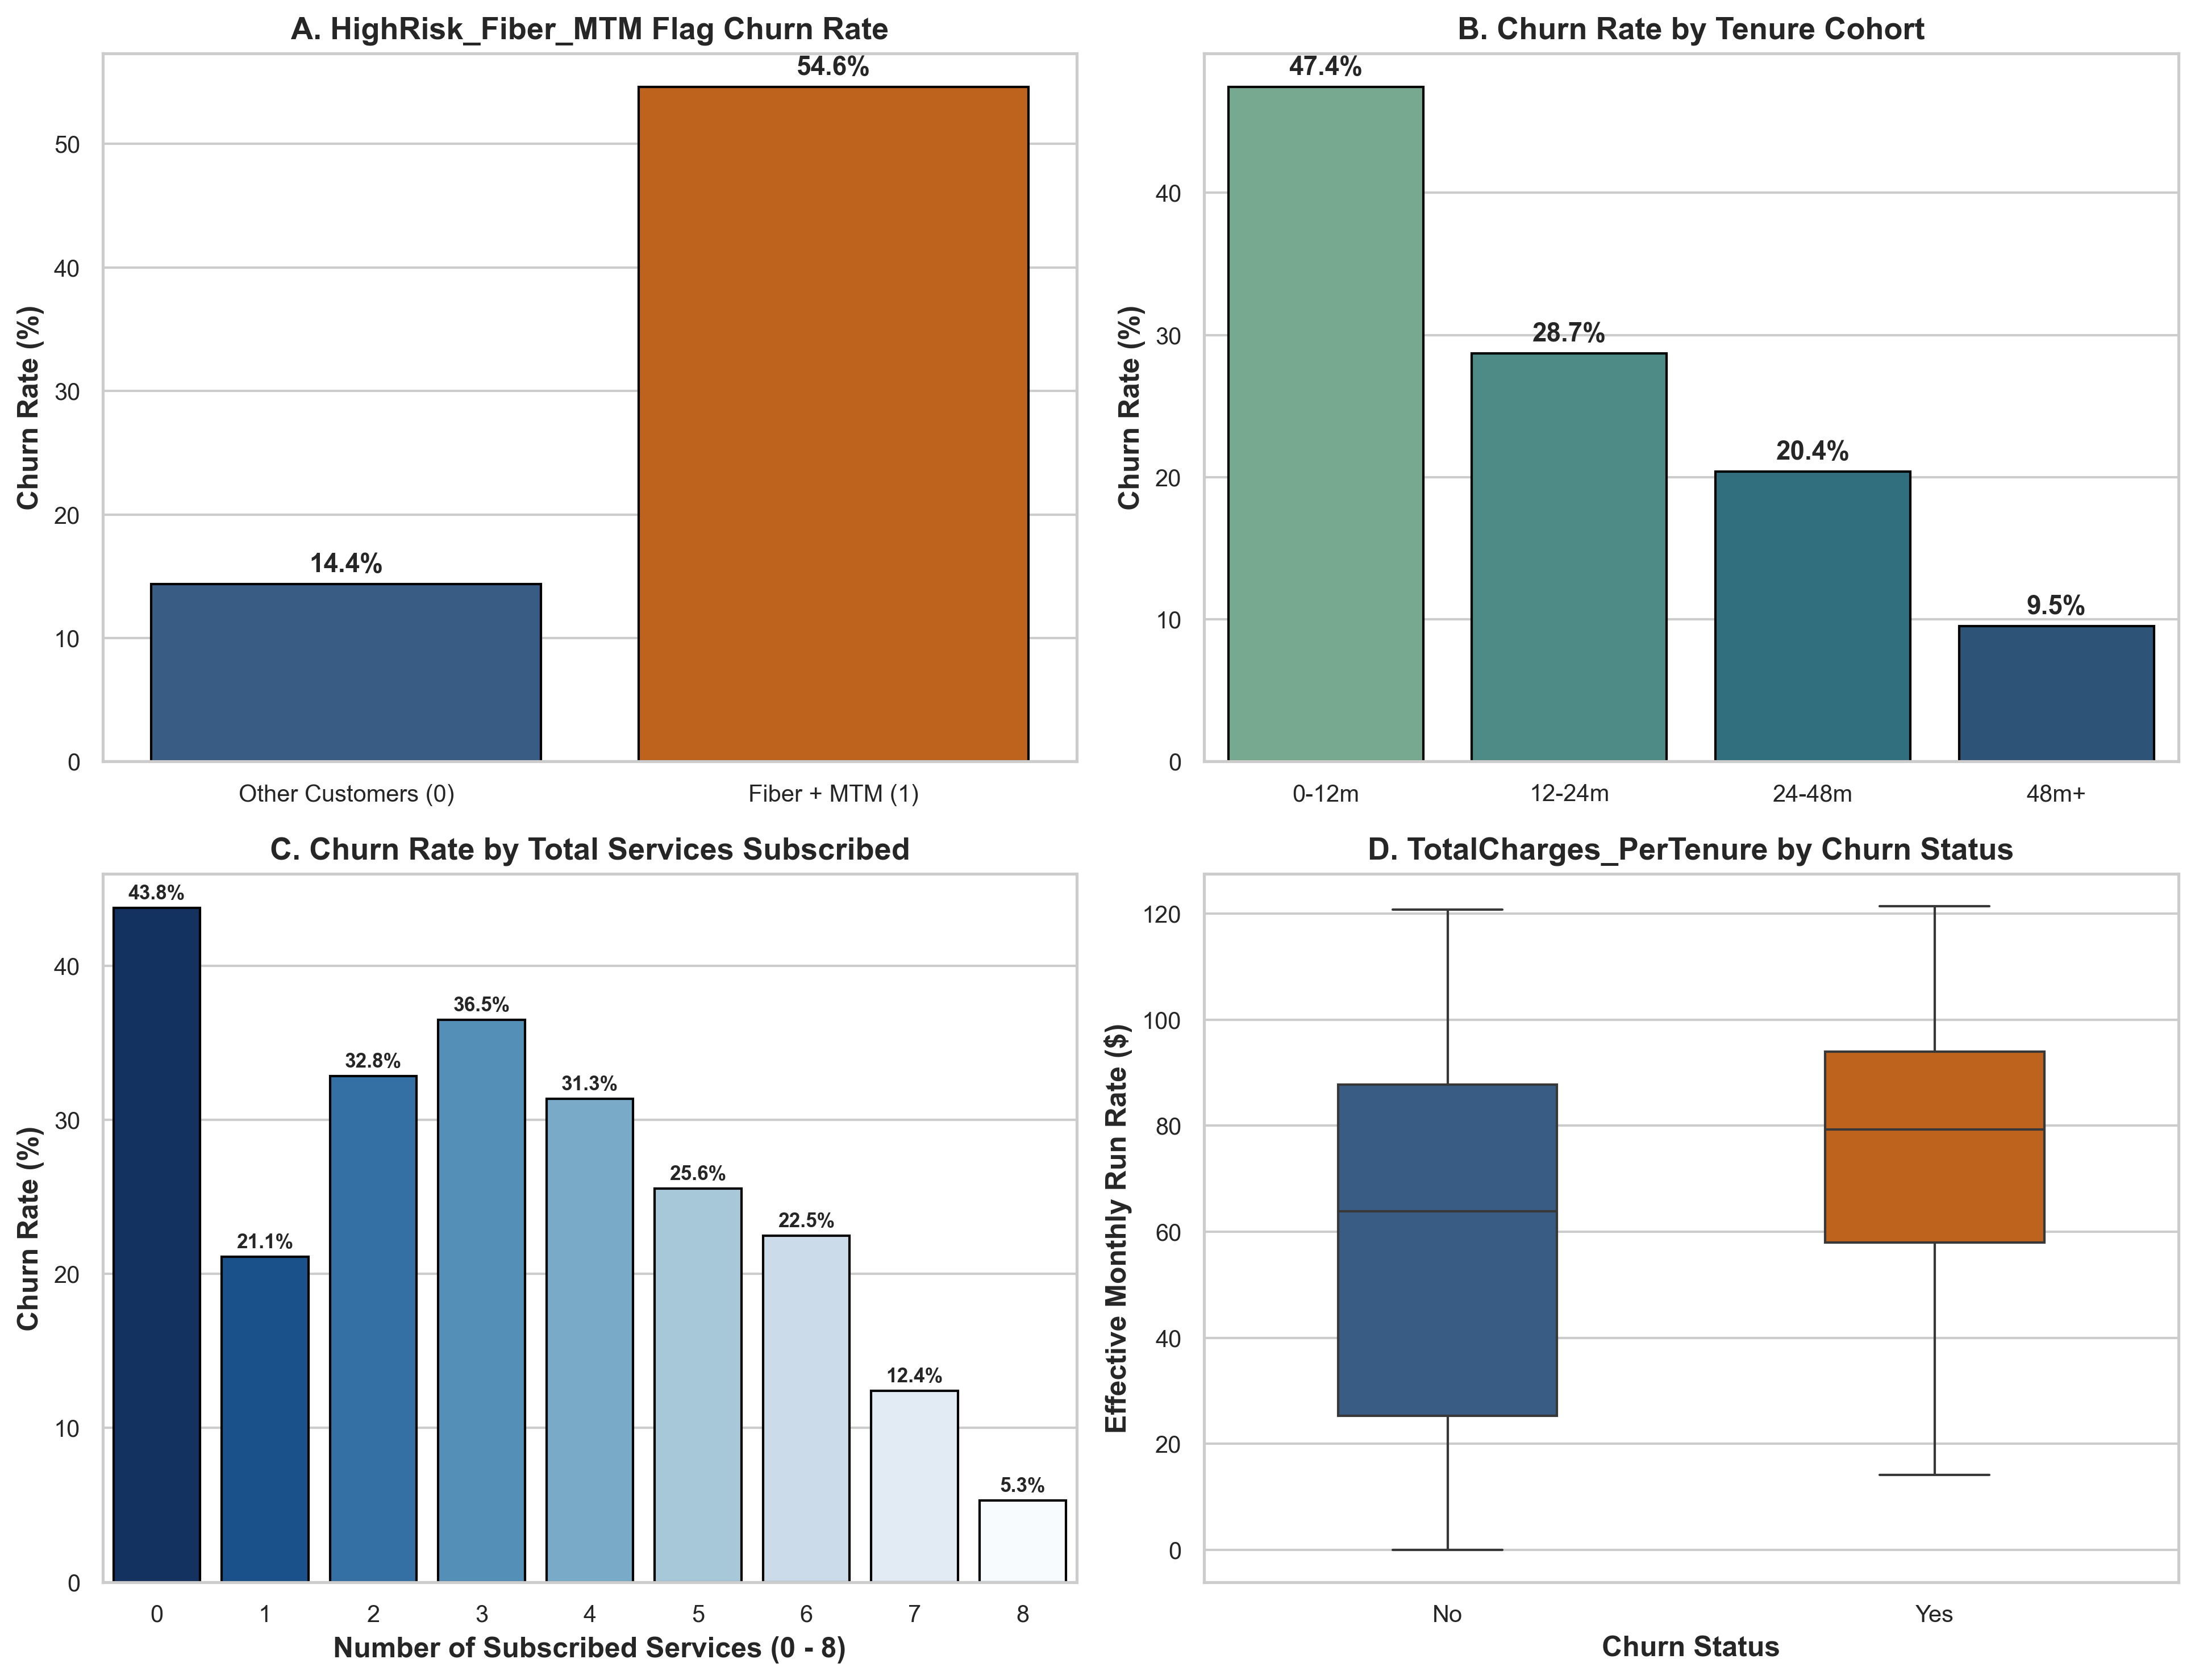 A. HighRisk_Fiber_MTM Flag Churn Rate
Churn Rate (%)
50
40
30
20
10
0
14.4%
54.6%
Other Customers (0)
Fiber + MTM (1)
B. Churn Rate by Tenure Cohort
Churn Rate (%)
40
30
20
10
0
47.4%
28.7%
20.4%
9.5%
0-12m
12-24m
24-48m
48m+
C. Churn Rate by Total Services Subscribed
Churn Rate (%)
40
30
20
10
0
43.8%
21.1%
32.8%
36.5%
31.3%
25.6%
22.5%
12.4%
5.3%
0
1
2
3
4
5
6
7
8
Number of Subscribed Services (0 - 8)
D. TotalCharges_PerTenure by Churn Status
Effective Monthly Run Rate ($)
120
100
80
60
40
20
0
No
Yes
Churn Status